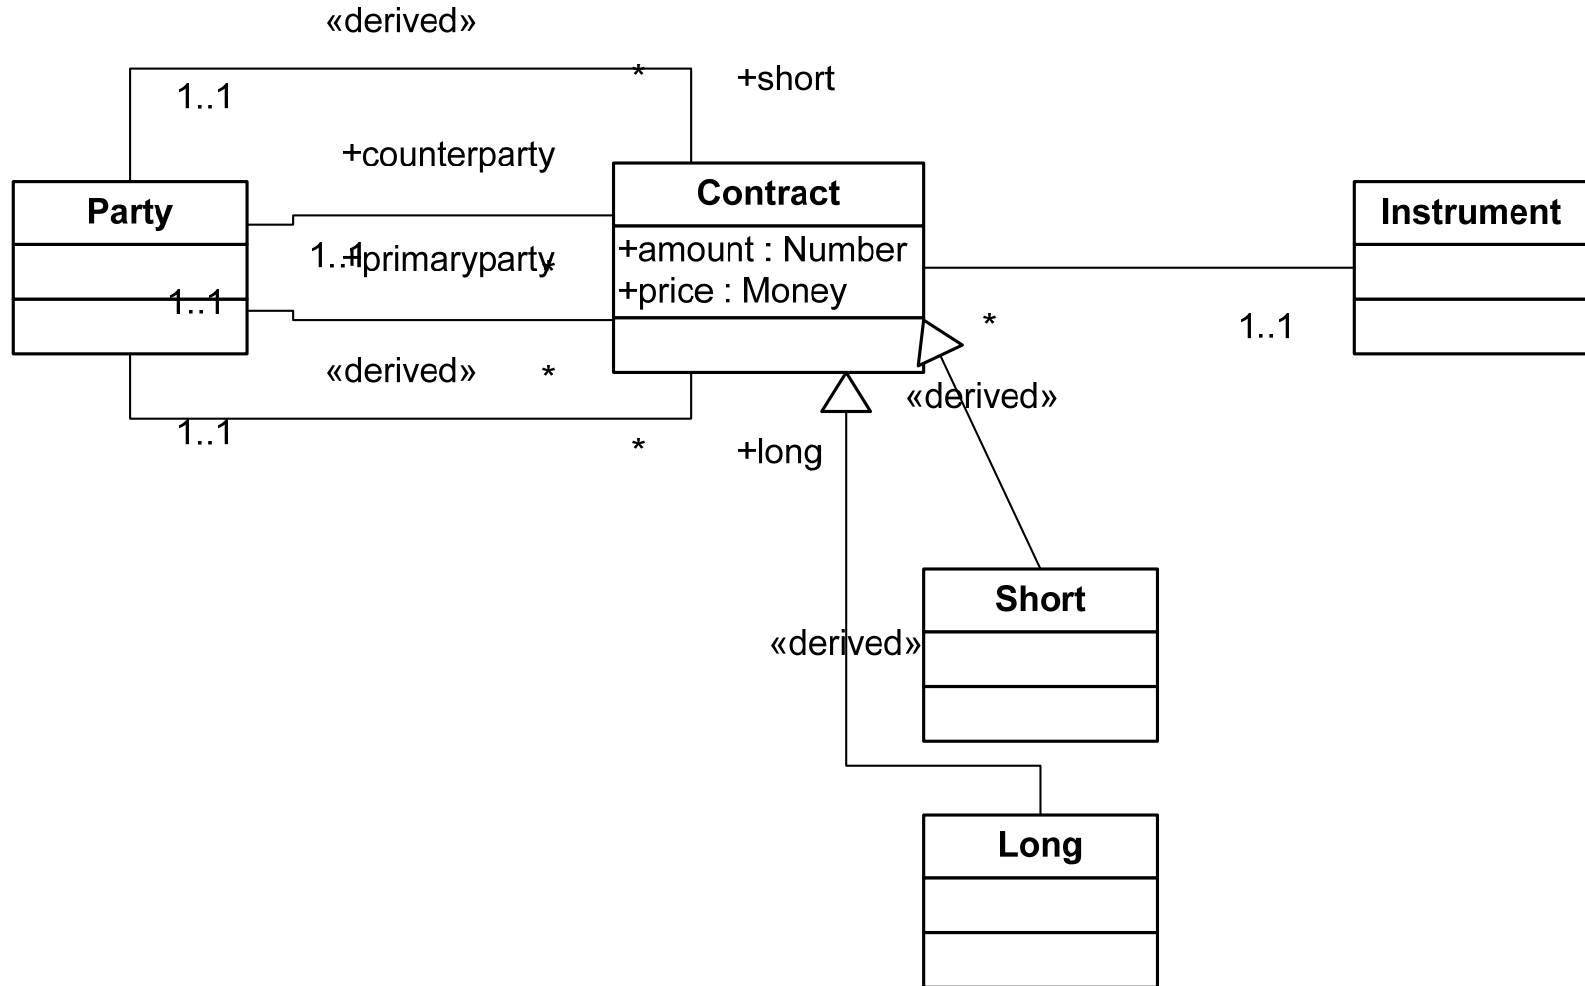 «derived»
* +short
1..1
+counterparty
Party
Contract
Instrument
+amount : Number
1..1
+primaryparty
*
+price : Money
1..1
*
1..1
«derived»
*
«derived»
1..1
*
+long
Short
«derived»
Long